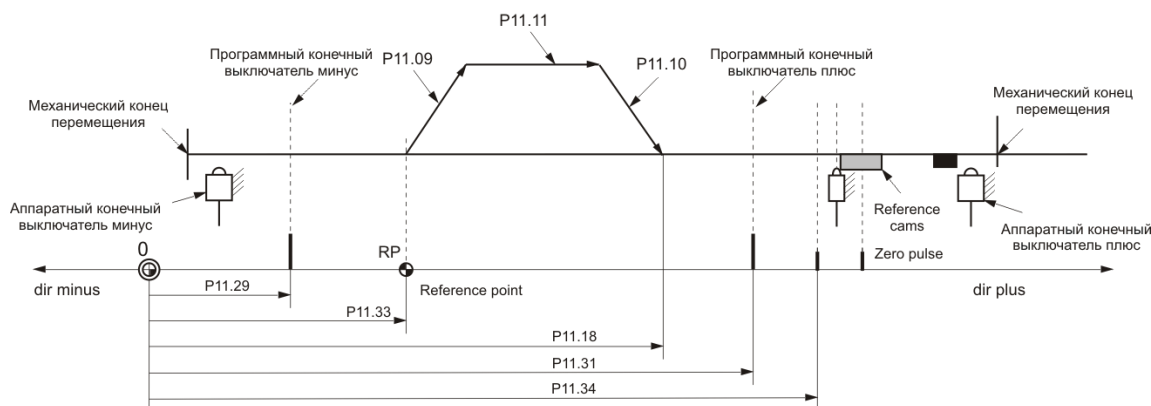 P11.11
Программный конечный
выключатель минус
P11.09
P11.10
Программный конечный
выключатель плюс
Механический конец
перемещения
Механический конец
перемещения
Аппаратный конечный
выключатель минус
Reference
cams
Аппаратный конечный
выключатель плюс
0
RP
Zero pulse
dir minus
Reference point
dir plus
P11.29
P11.33
P11.18
P11.31
P11.34